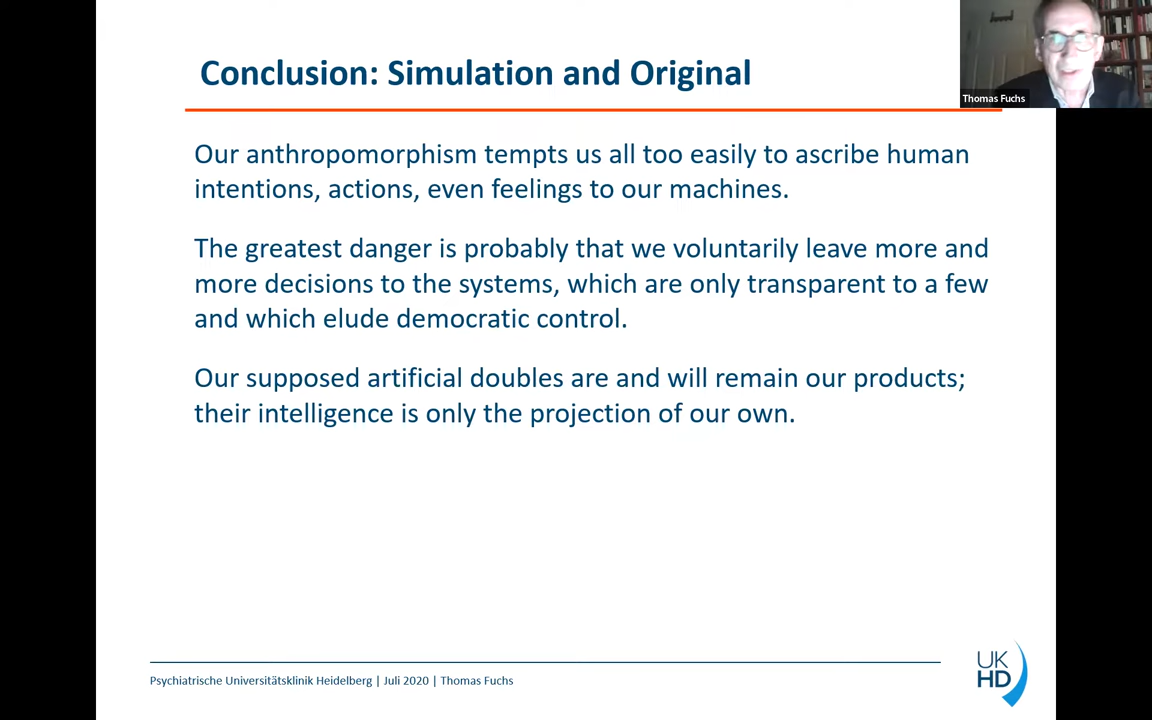 Conclusion: Simulation and Original
Thomas Fuchs
Our anthropomorphism tempts us all too easily to ascribe human
intentions, actions, even feelings to our machines.
The greatest danger is probably that we voluntarily leave more and
more decisions to the systems, which are only transparent to a few
and which elude democratic control.
Our supposed artificial doubles are and will remain our products;
their intelligence is only the projection of our own.
Psychiatrische Universitätsklinik Heidelberg | Juli 2020 | Thomas Fuchs
UK
HD